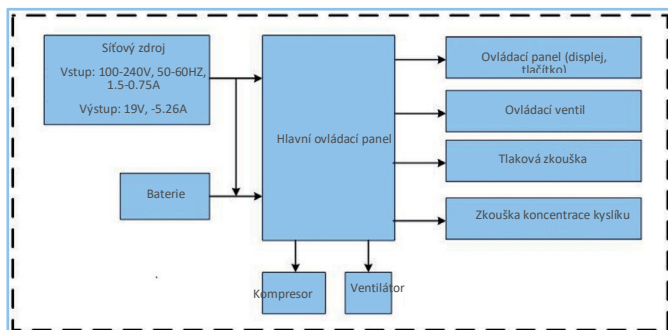 Síťový zdroj
Vstup: 100-240V, 50-60HZ,
1.5-0.75A
Výstup: 19V, -5.26A
Baterie
Hlavní ovládací panel
Ovládací panel (displej,
tlačítko)
Ovládací ventil
Tlaková zkouška
Zkouška koncentrace kyslíku
Kompresor
Ventilátor